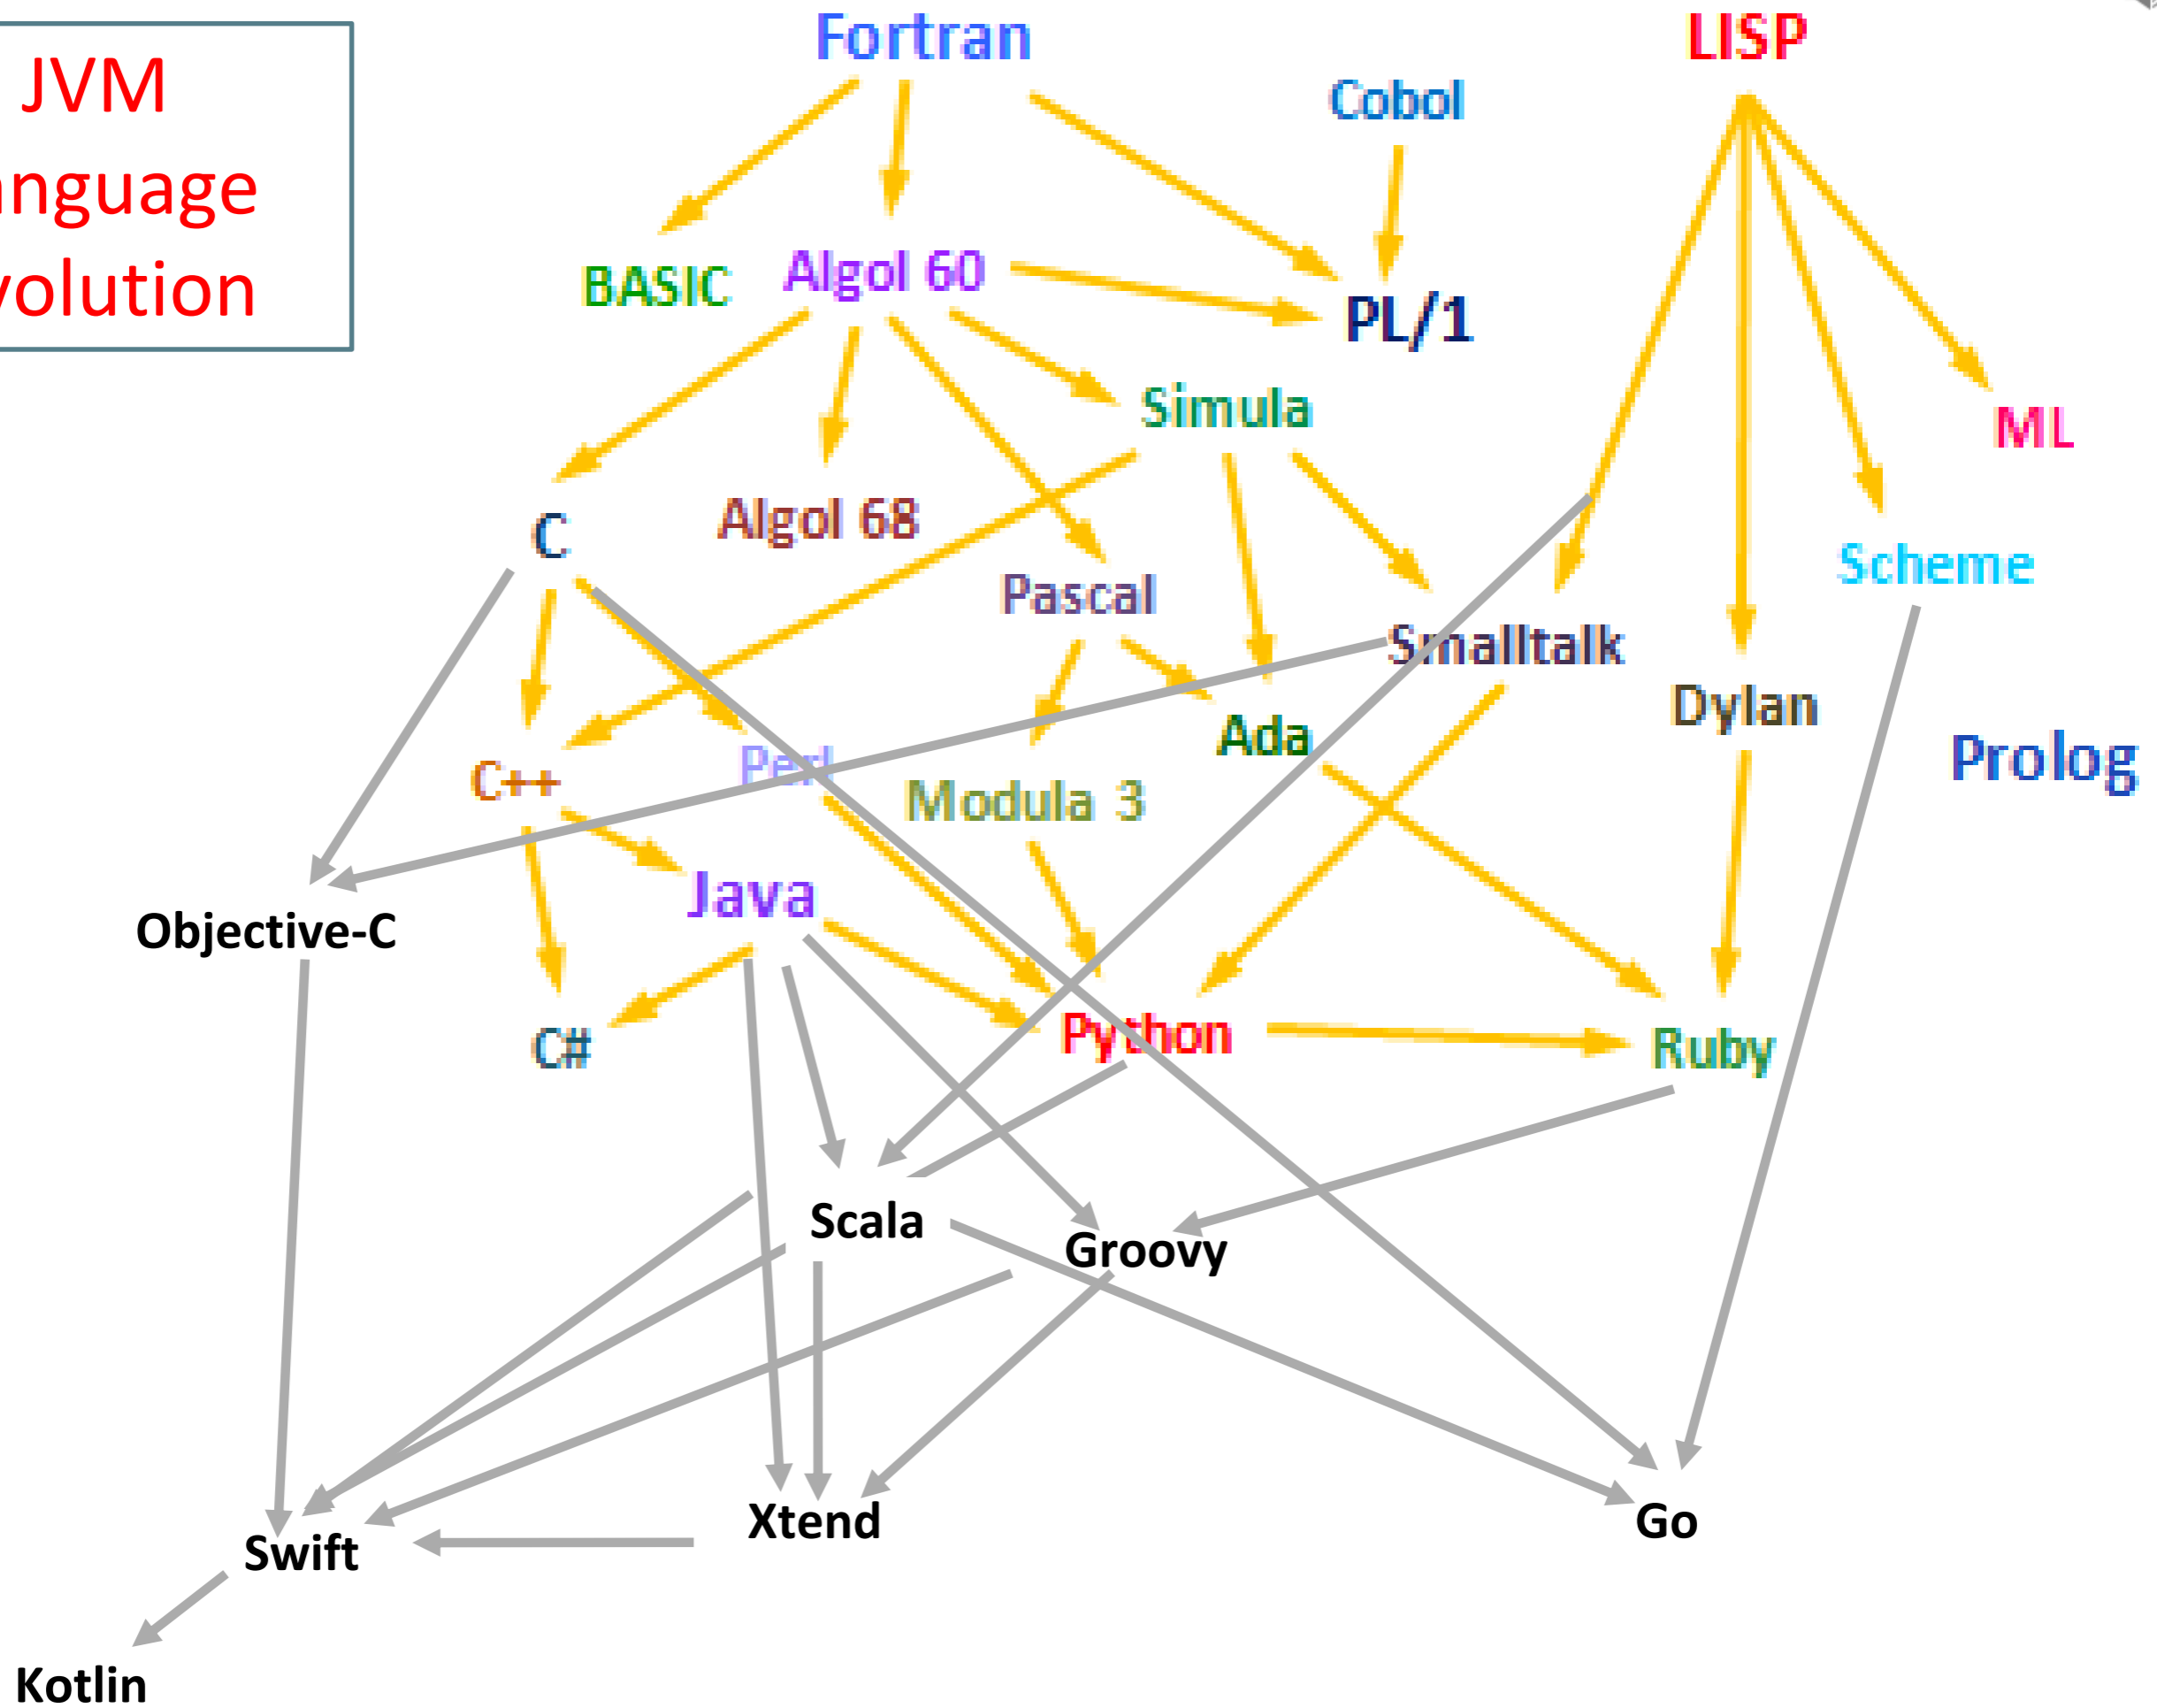 JVM
anguage
volution
Fortran
LISP
Cobol
BASIC
Algol 60
PL/1
Simula
ML
C
Algol 68
Pascal
Scheme
Smalltalk
Dylan
Ada
Prolog
C++
Perl
Modula 3
Java
Objective-C
C#
Python
Ruby
Scala
Groovy
Xtend
Go
Swift
Kotlin